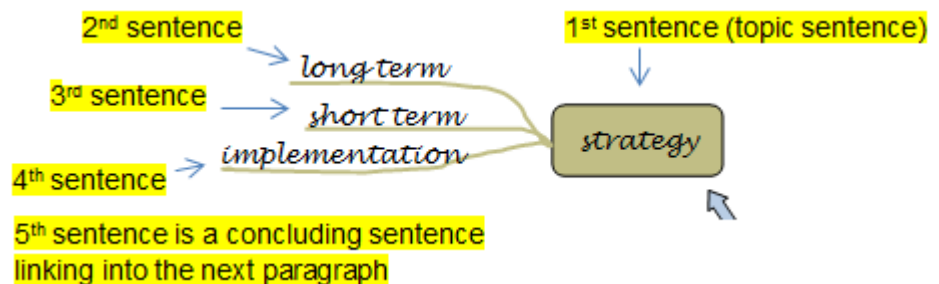 2nd sentence
1st sentence (topic sentence)
long term
3rd sentence
short term
strategy
implementation
4th sentence
5th sentence is a concluding sentence
linking into the next paragraph